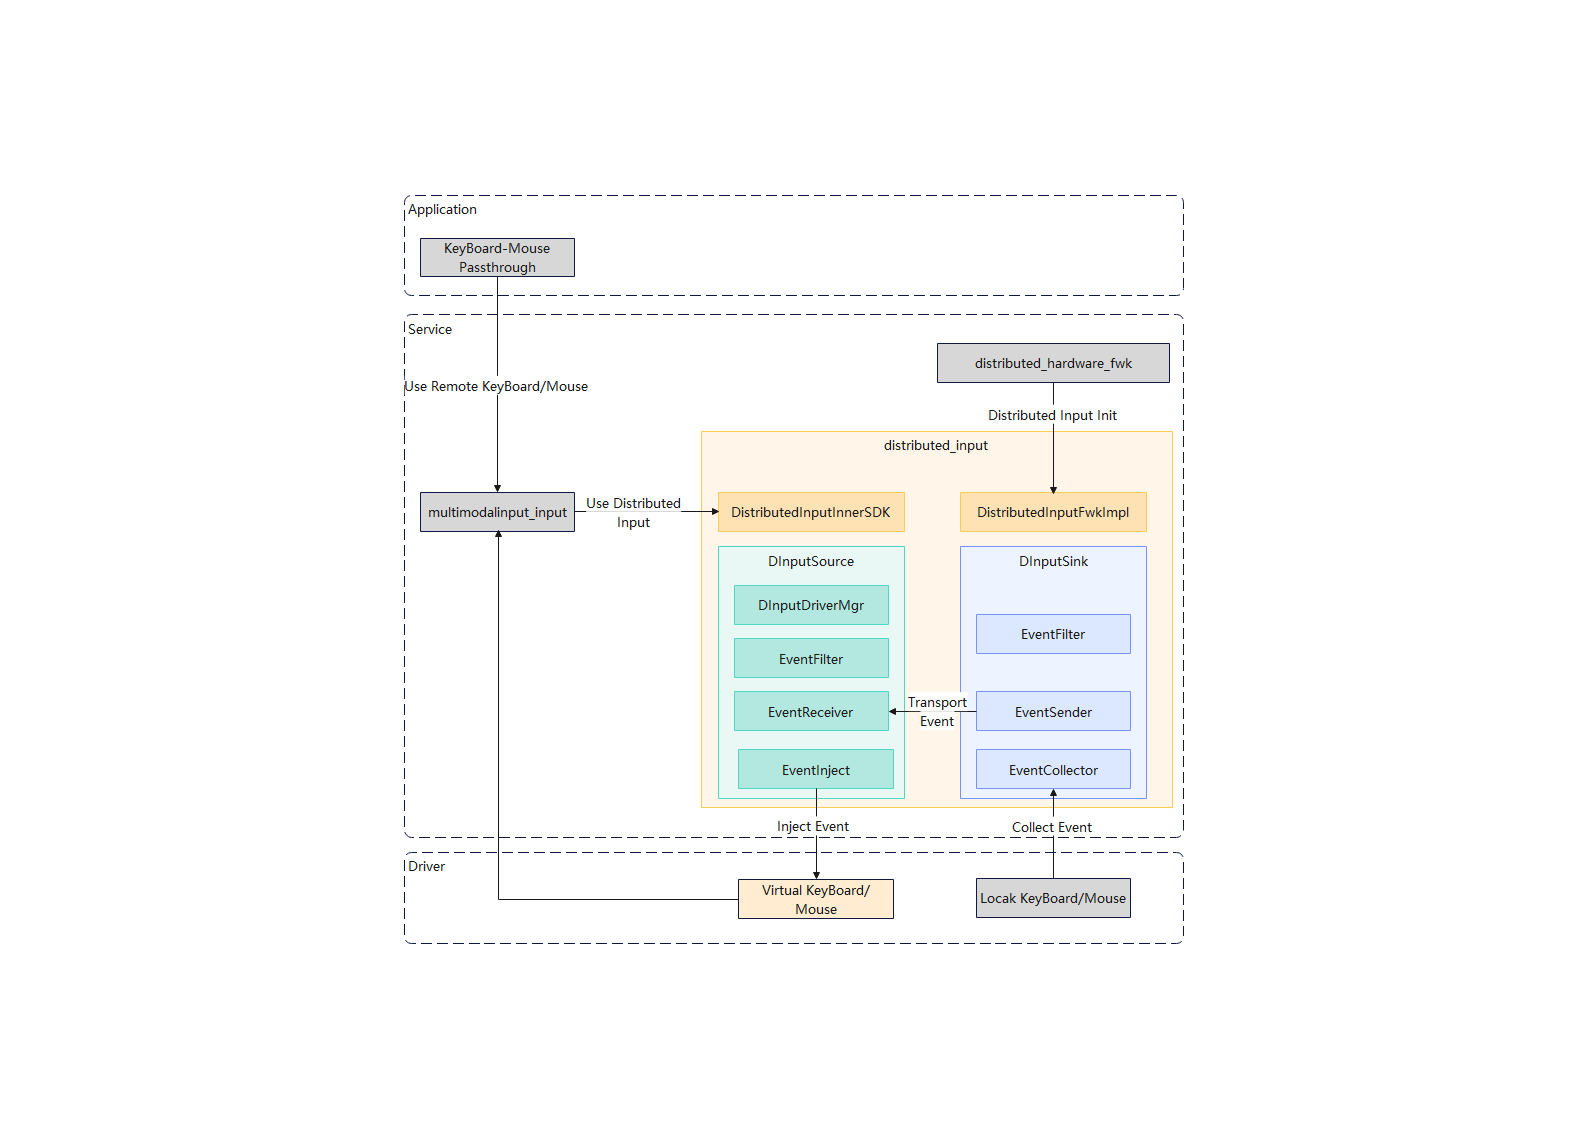 Application
KeyBoard-Mouse
Passthrough
Service
distributed_hardware_fwk
Use Remote KeyBoard/Mouse
Distributed Input Init
distributed_input
multimodalinput_input
Use Distributed
Input
DistributedInputInnerSDK
DistributedInputFwkImpl
DInputSource
DInputDriverMgr
EventFilter
EventReceiver
EventInject
DInputSink
EventFilter
EventSender
EventCollector
Transport
Event
Inject Event
Collect Event
Driver
Virtual KeyBoard/
Mouse
Locak KeyBoard/Mouse